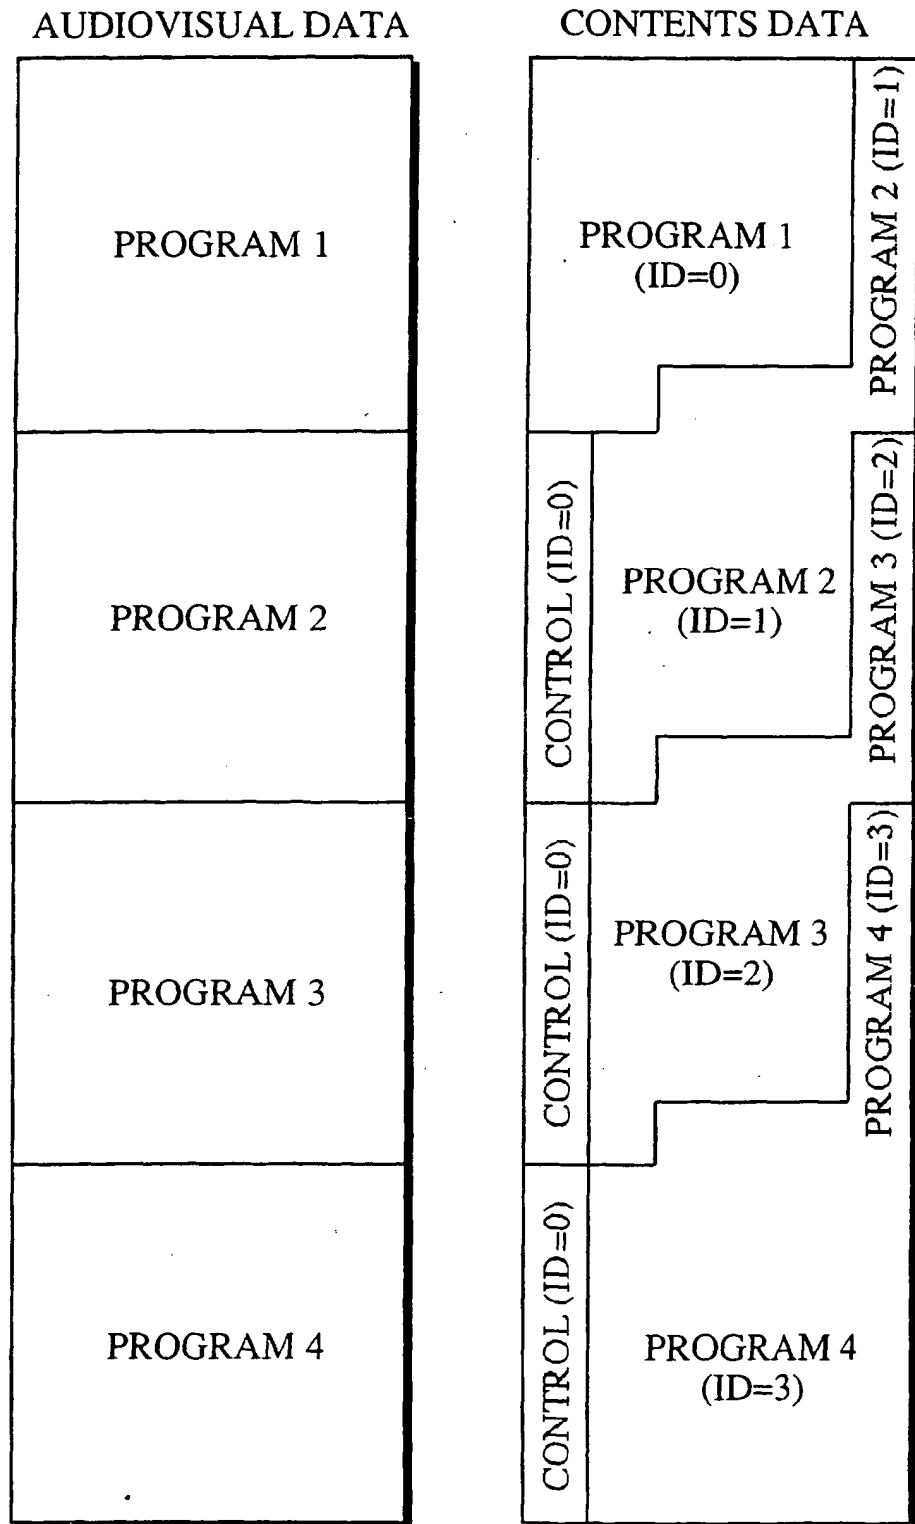 AUDIOVISUAL DATA
PROGRAM 1
PROGRAM 2
PROGRAM 3
PROGRAM 4
CONTENTS DATA
PROGRAM 1
(ID=0)
PROGRAM 2 (ID=1)
CONTROL (ID=0)
PROGRAM 2
(ID=1)
PROGRAM 3 (ID=2)
CONTROL (ID=0)
PROGRAM 3
(ID=2)
PROGRAM 4 (ID=3)
CONTROL (ID=0)
PROGRAM 4
(ID=3)